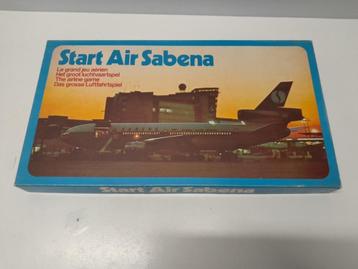 Start Air Sabena
Le grand jeu aérien
Het groot luchtvaartspel
The airline game
Das grosse Luftfahrtspiel
S
Start Air Sabena